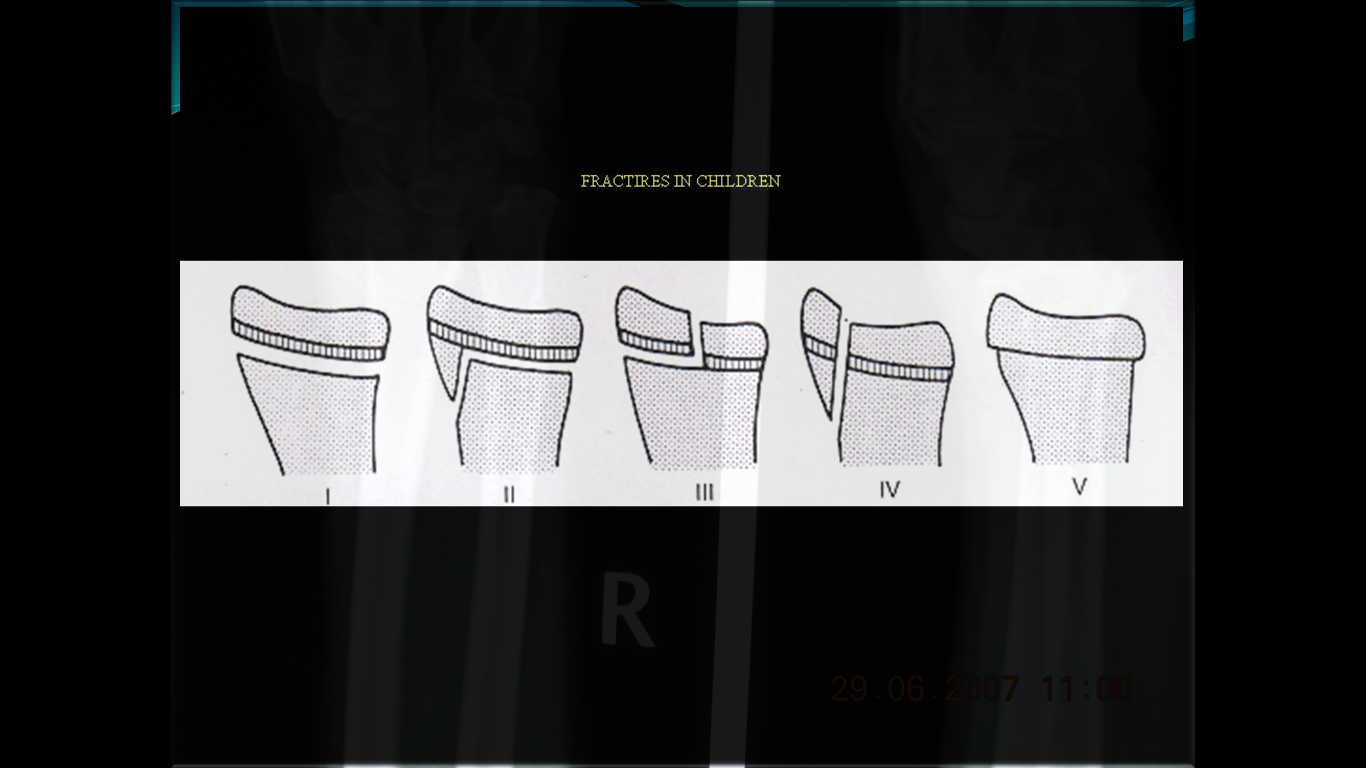 FRACTIRES IN CHILDREN
I II III IV V
R
29.06.2007 11:00